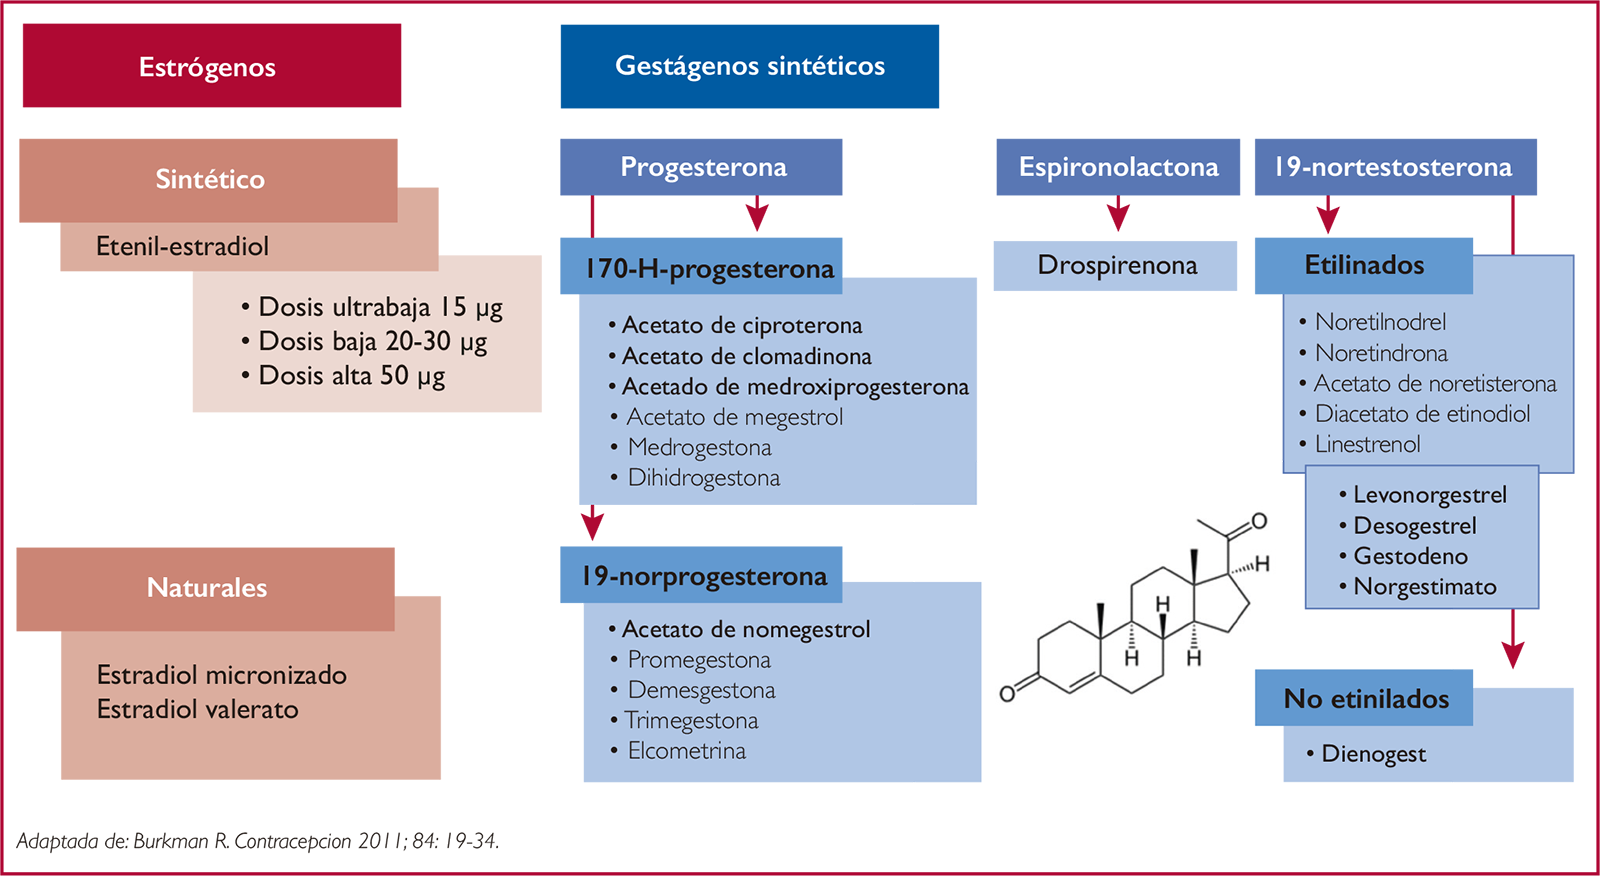 Estrógenos
Sintético
Etenil-estradiol
• Dosis ultrabaja 15 µg
• Dosis baja 20-30 µg
• Dosis alta 50 µg
Naturales
Estradiol micronizado
Estradiol valerato
Gestágenos sintéticos
Progesterona
170-H-progesterona
• Acetato de ciproterona
• Acetato de clomadinona
• Acetado de medroxiprogesterona
• Acetato de megestrol
• Medrogestona
• Dihidrogestona
19-norprogesterona
• Acetato de nomegestrol
• Promegestona
• Demesgestona
• Trimegestona
• Elcometrina
Espironolactona
Drospirenona
19-nortestosterona
Etilinados
• Noretilnodrel
• Noretindrona
• Acetato de noretisterona
• Diacetato de etinodiol
• Linestrenol
• Levonorgestrel
• Desogestrel
• Gestodeno
• Norgestimato
No etinilados
• Dienogest
O
H
H
H
H
O
Adaptada de: Burkman R. Contracepcion 2011; 84: 19-34.